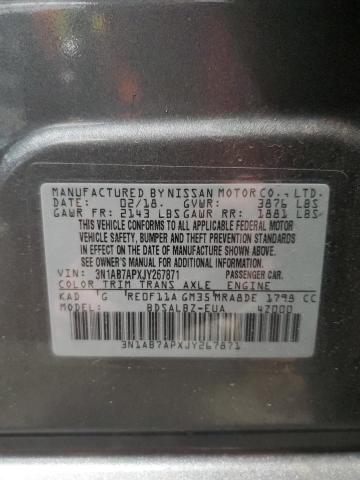 MANUFACTURED BY NISSAN MOTOR CO., LTD.
DATE: 02/18. GVWR: 3876 LBS
GAWR FR: 2143 LBS GAWR RR: 1881 LBS
THIS VEHICLE CONFORMS TO ALL APPLICABLE FEDERAL MOTOR
VEHICLE SAFETY, BUMPER AND THEFT PREVENTION STANDARDS
IN EFFECT ON THE DATE OF MANUFACTURE SHOWN ABOVE.
SEE OWNER'S MANUAL FOR ADDITIONAL INFORMATION
VIN: 3N1AB7APXJY267871 PASSENGER CAR.
COLOR TRIM TRANS AXLE ENGINE
KAD G REOF11A GM35 MRA8DE 1798 CC
MODEL: BDSALBZ-EUA 4Z000
3N1AB7APXJY267871